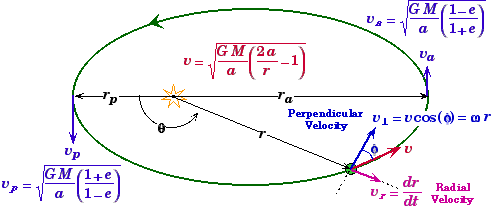 v_a = √(GM/a ((1−e)/(1+e)))
v = √(GM/a (2a/r −1))
v_a
r_p
r_a
θ
Perpendicular
Velocity
v⊥ = v cos(ϕ) = ω r
r
ϕ
v
v_p
v_p = √(GM/a ((1+e)/(1−e)))
v_r = dr/dt
Radial
Velocity